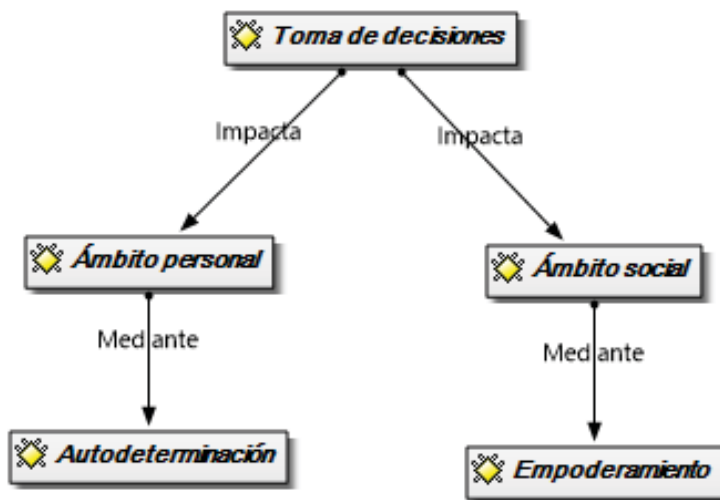 Toma de decisiones
Impacta
Impacta
Ámbito personal
Ámbito social
Mediante
Mediante
Autodeterminación
Empoderamiento